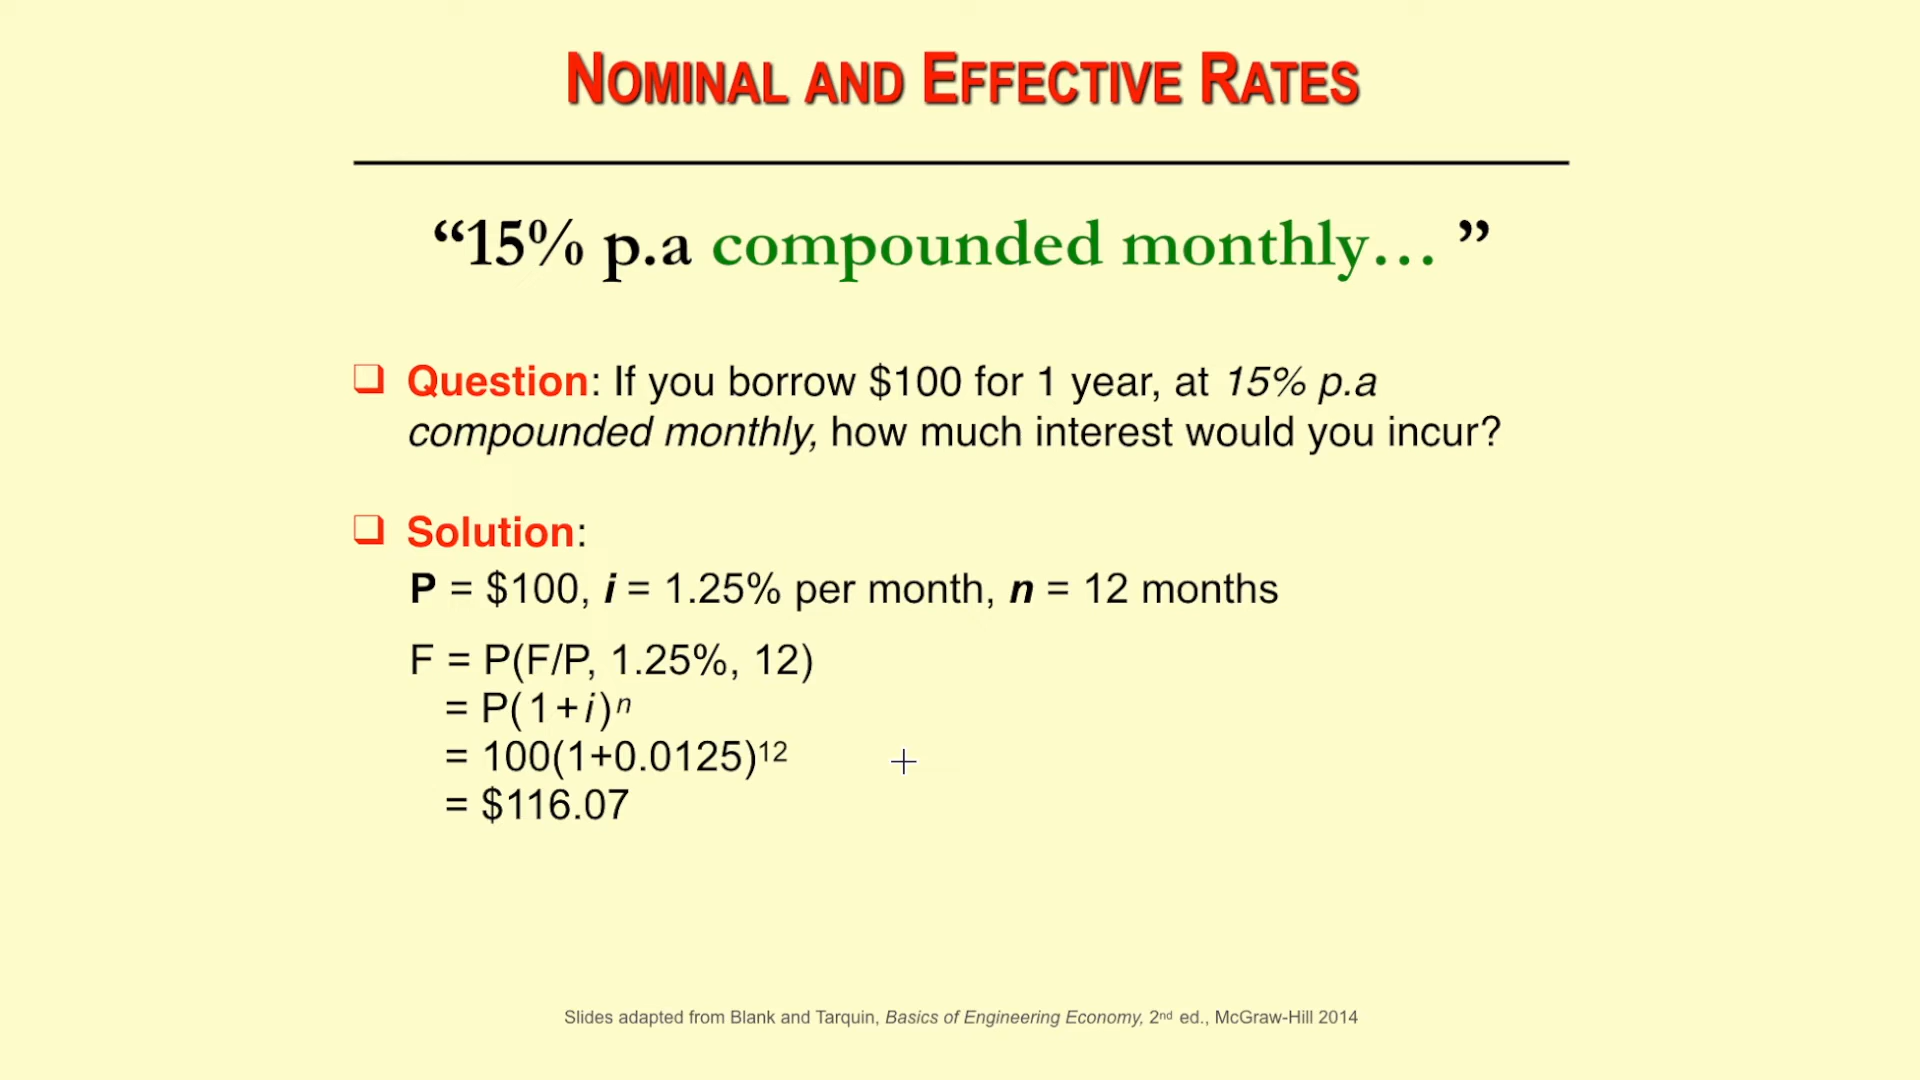 NOMINAL AND EFFECTIVE RATES
“15% p.a compounded monthly… ”
❑ Question: If you borrow $100 for 1 year, at 15% p.a
compounded monthly, how much interest would you incur?
❑ Solution:
P = $100, i = 1.25% per month, n = 12 months
F = P(F/P, 1.25%, 12)
= P(1+i)ⁿ
= 100(1+0.0125)¹²
= $116.07
Slides adapted from Blank and Tarquin, Basics of Engineering Economy, 2nd ed., McGraw-Hill 2014